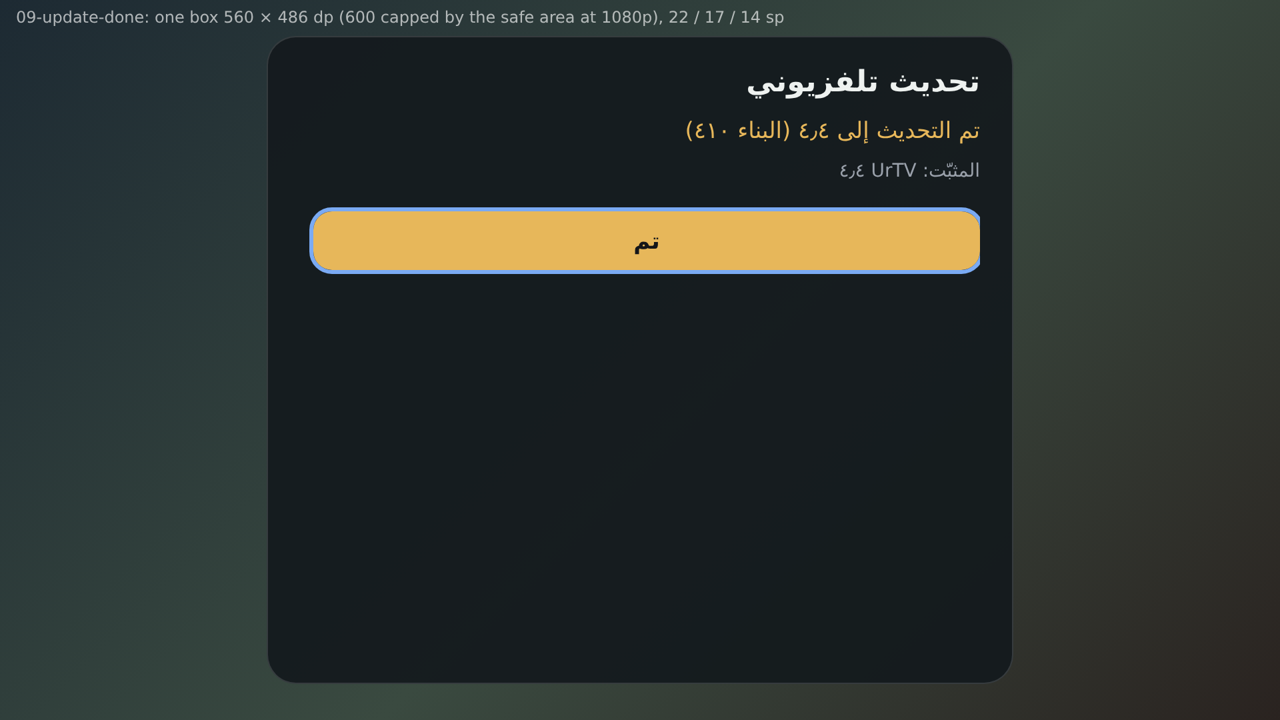 09-update-done: one box 560 × 486 dp (600 capped by the safe area at 1080p), 22 / 17 / 14 sp
تحديث تلفزيوني
تم التحديث إلى ٤٫٤ (البناء ٤١٠)
المثبّت: UrTV ٤٫٤
تم